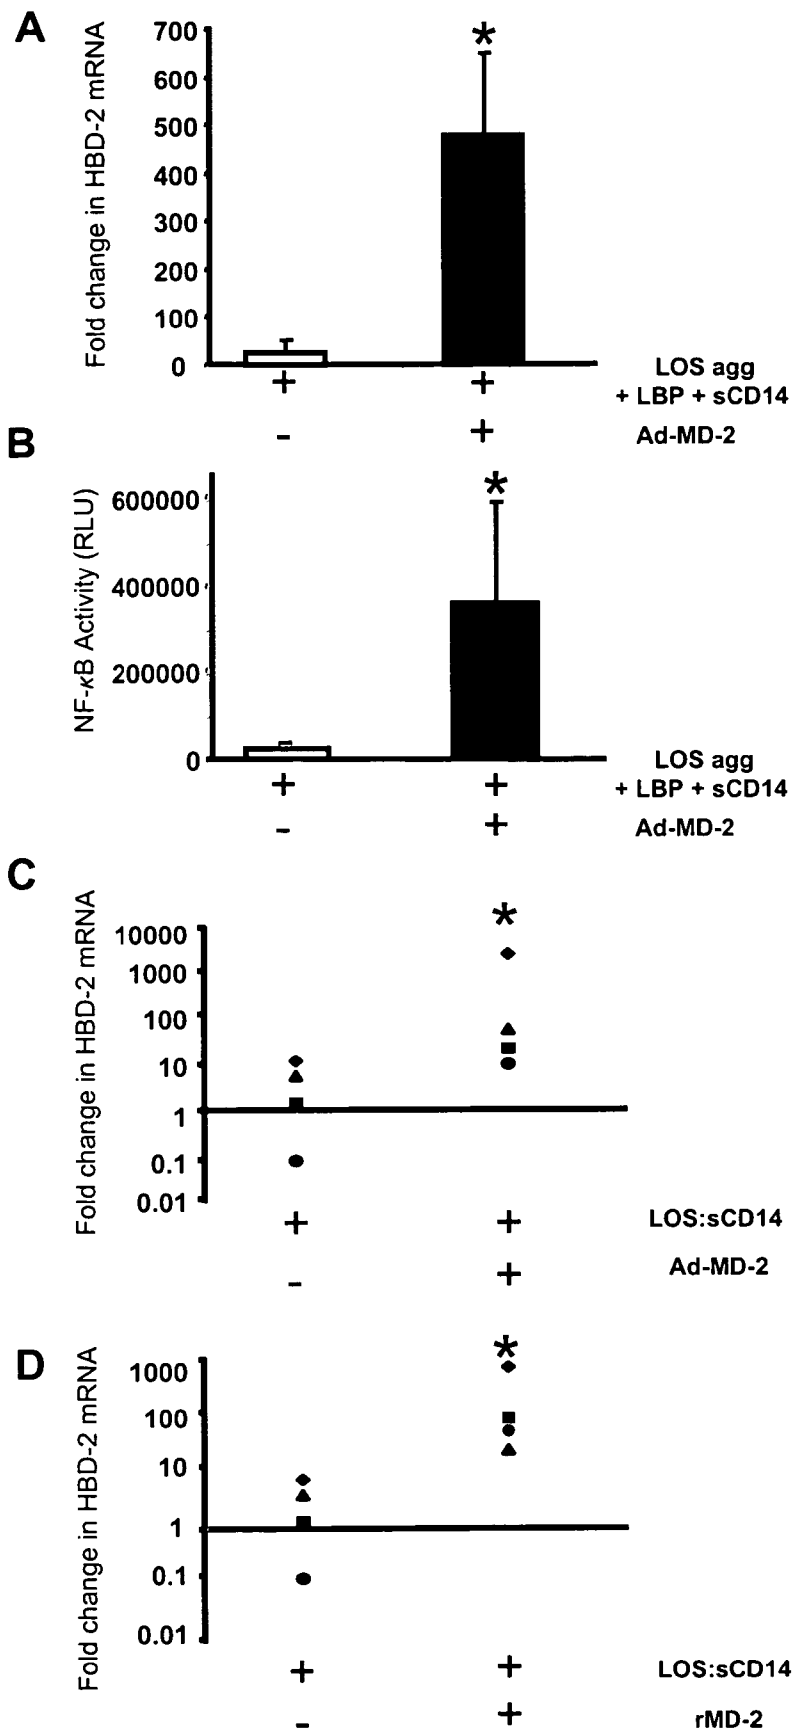 A
Fold change in HBD-2 mRNA
700
600
500
400
300
200
100
0
*
+ +
LOS agg
+ LBP + sCD14
- +
Ad-MD-2
B
NF-κB Activity (RLU)
600000
400000
200000
0
*
+ +
LOS agg
+ LBP + sCD14
- +
Ad-MD-2
C
Fold change in HBD-2 mRNA
10000
1000
100
10
1
0.1
0.01
*
+ +
LOS:sCD14
- +
Ad-MD-2
D
Fold change in HBD-2 mRNA
1000
100
10
1
0.1
0.01
*
+ +
LOS:sCD14
- +
rMD-2